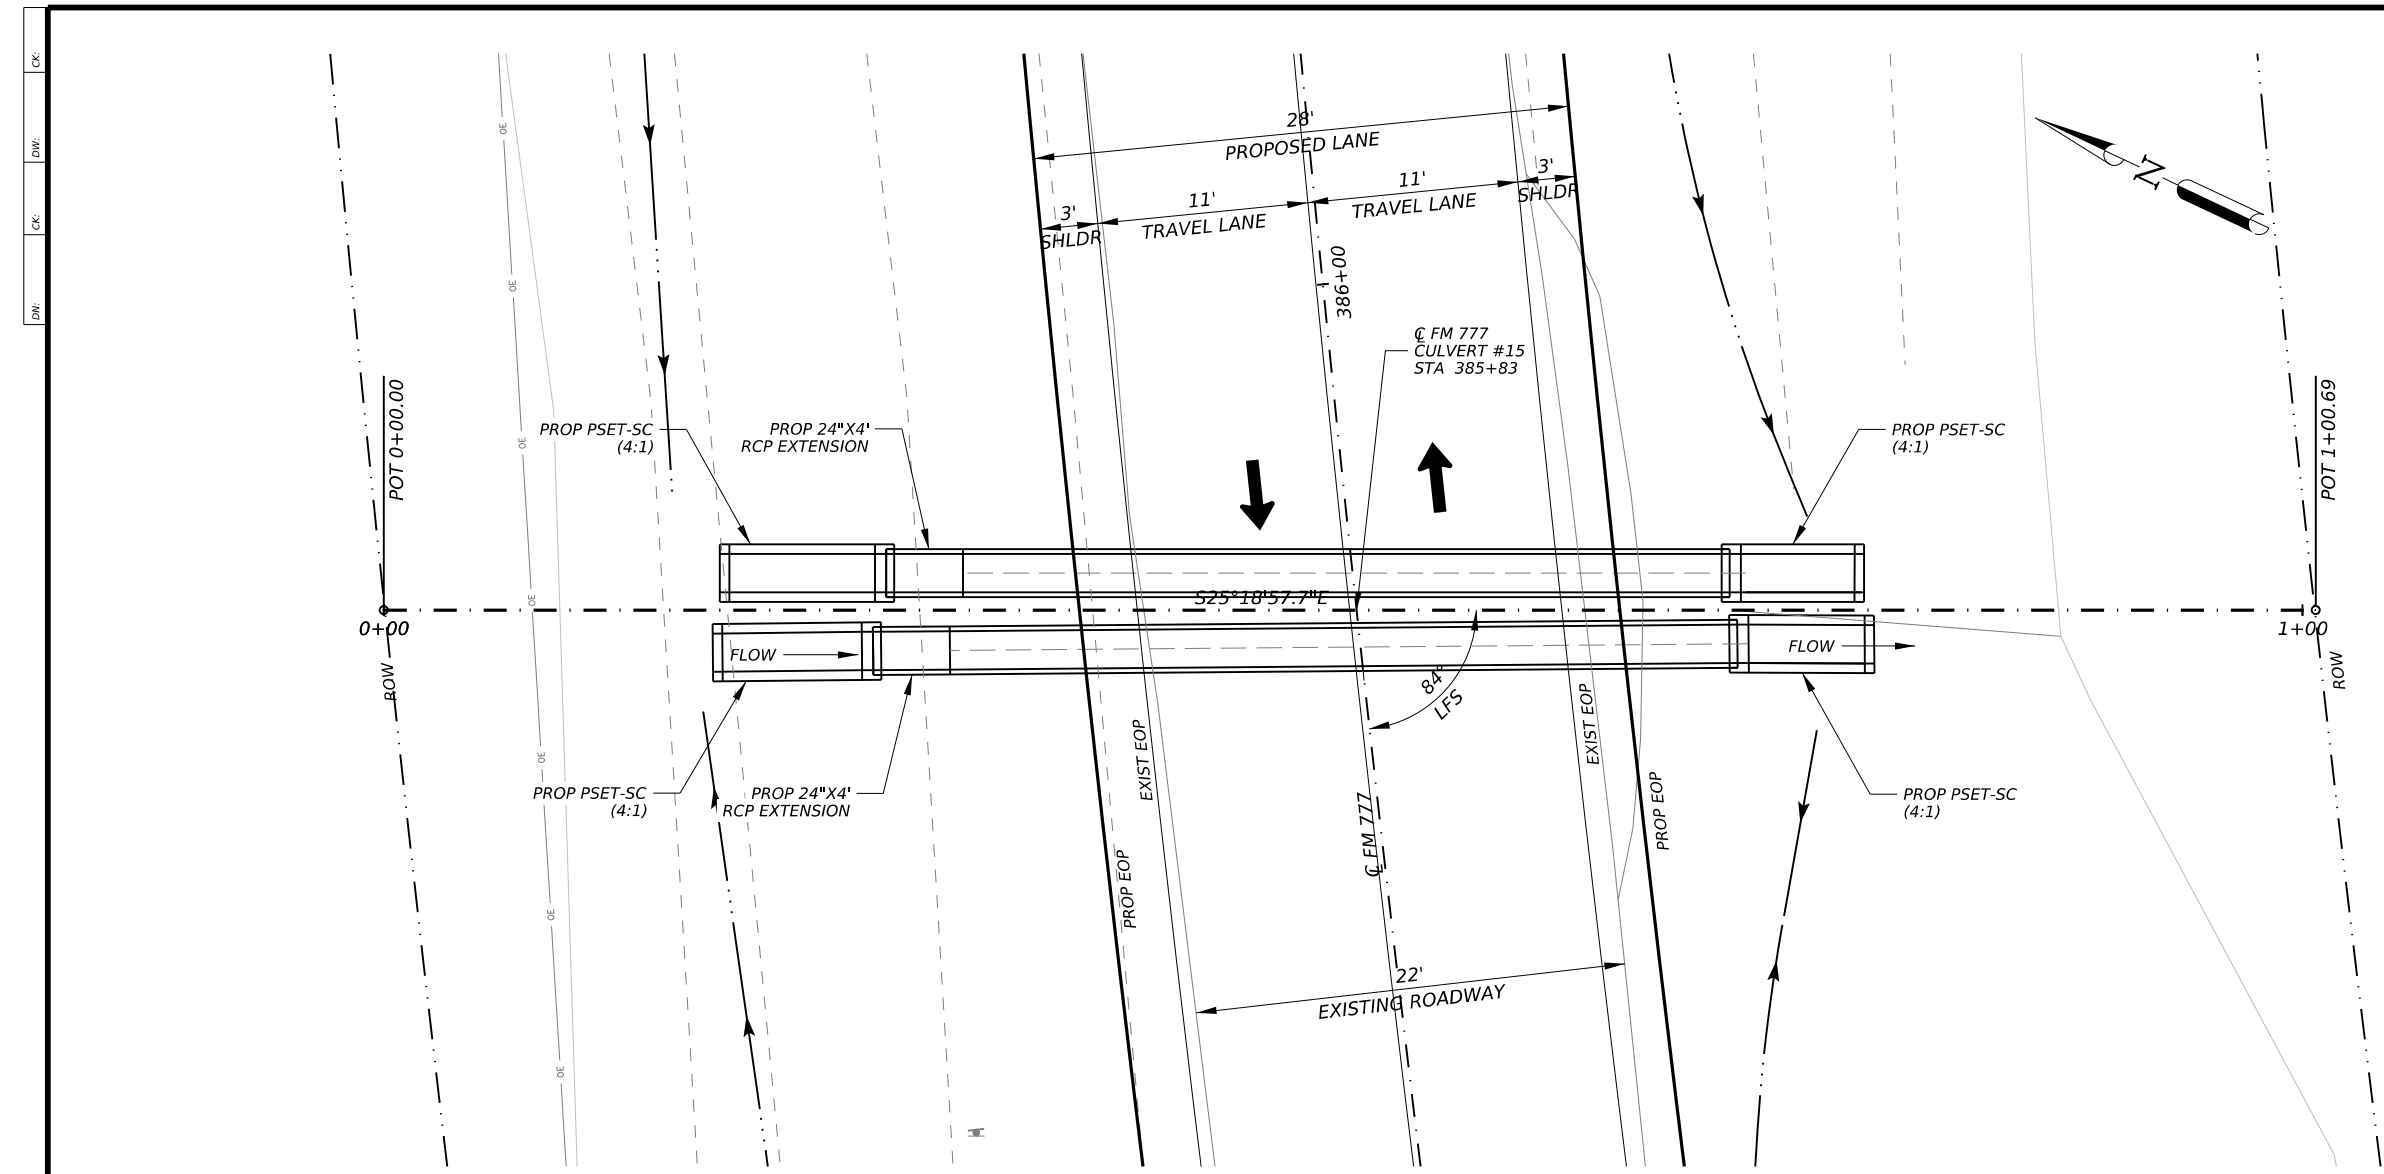 CK:
DW:
CK:
DN:
28'
PROPOSED LANE
3'
SHLDR
11'
TRAVEL LANE
11'
TRAVEL LANE
3'
SHLDR
N
386+00
℄ FM 777
CULVERT #15
STA 385+83
POT 0+00.00
POT 1+00.69
PROP PSET-SC
(4:1)
PROP 24"X4'
RCP EXTENSION
PROP PSET-SC
(4:1)
S25°18'57.7"E
0+00
1+00
ROW
ROW
FLOW
FLOW
84°
LFS
EXIST EOP
EXIST EOP
PROP PSET-SC
(4:1)
PROP 24"X4'
RCP EXTENSION
PROP PSET-SC
(4:1)
PROP EOP
PROP EOP
℄ FM 777
22'
EXISTING ROADWAY
OE
OE
OE
OE
OE
OE
OE